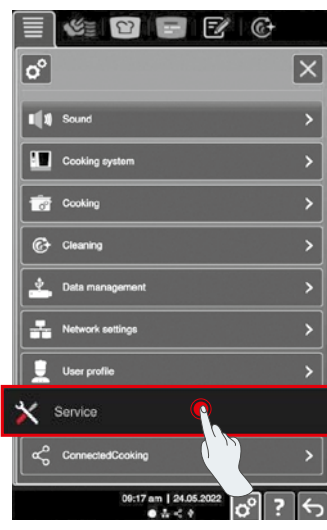 Sound
Cooking system
Cooking
Cleaning
Data management
Network settings
User profile
Service
ConnectedCooking
09:17 am | 24.05.2022
?